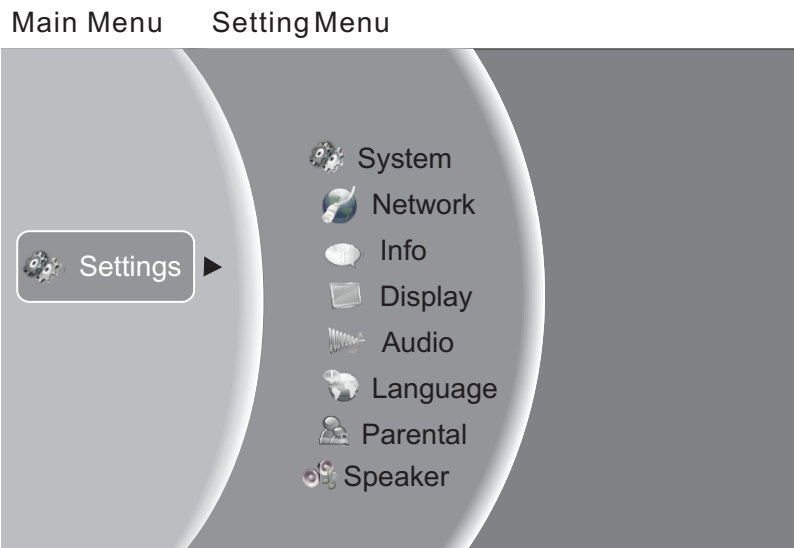 Main Menu Setting Menu
Settings
System
Network
Info
Display
Audio
Language
Parental
Speaker